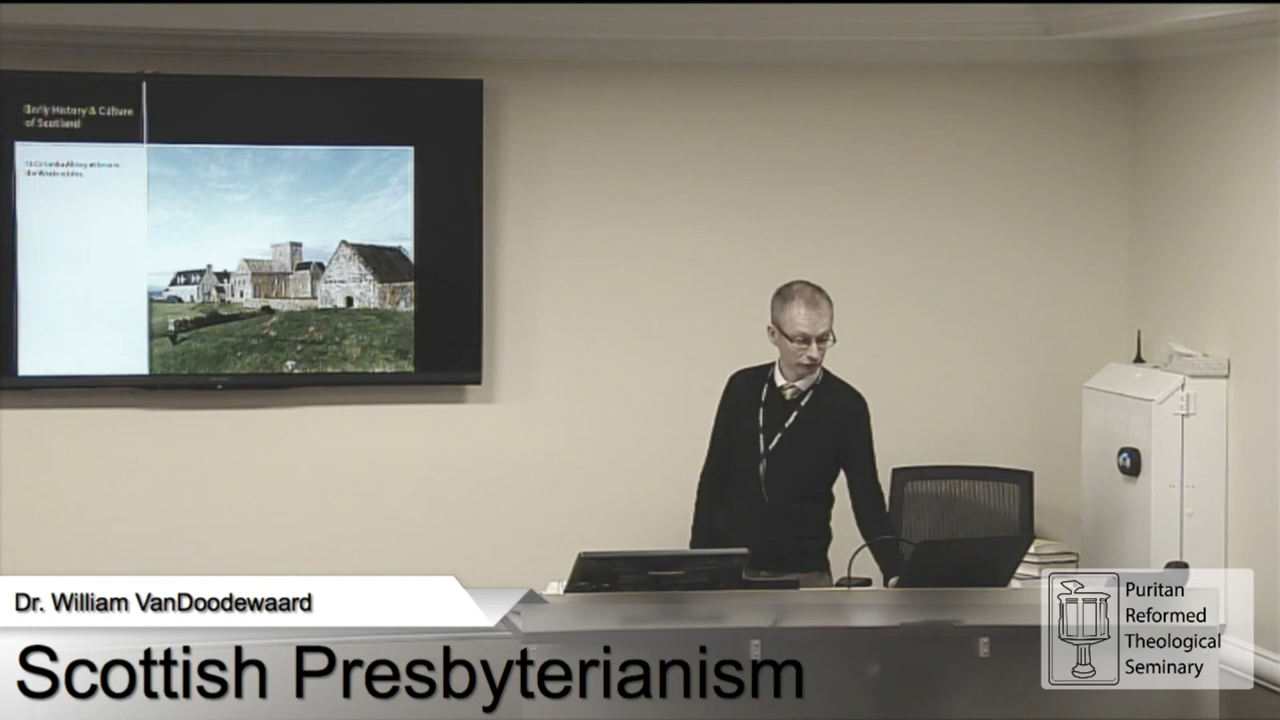 Early History & Culture
of Scotland
Dr. William VanDoodewaard
Scottish Presbyterianism
Puritan
Reformed
Theological
Seminary